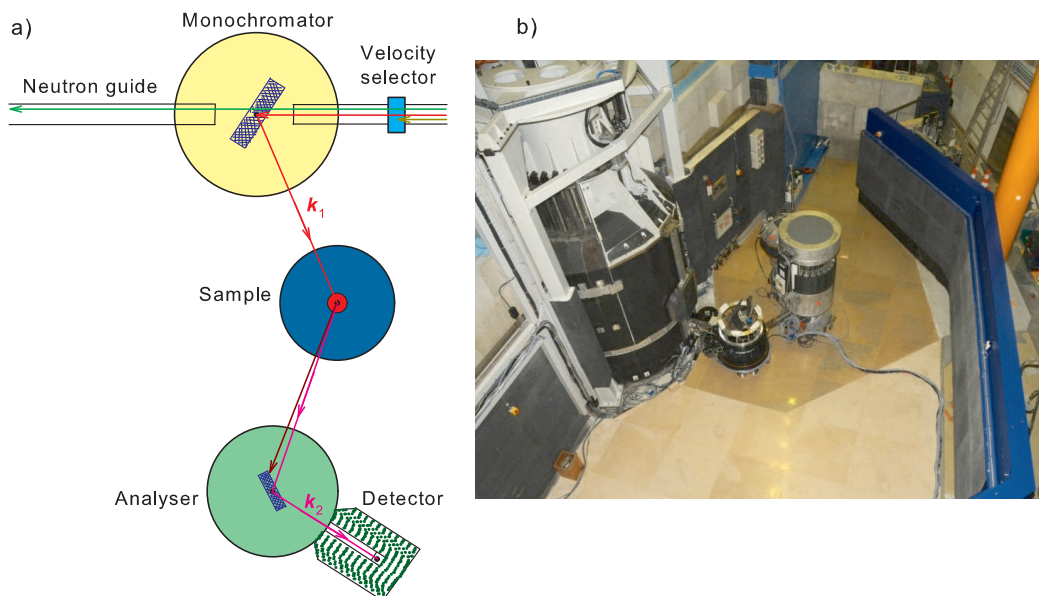 a)
Monochromator
Velocity
selector
Neutron guide
k1
Sample
Analyser
k2
Detector
b)